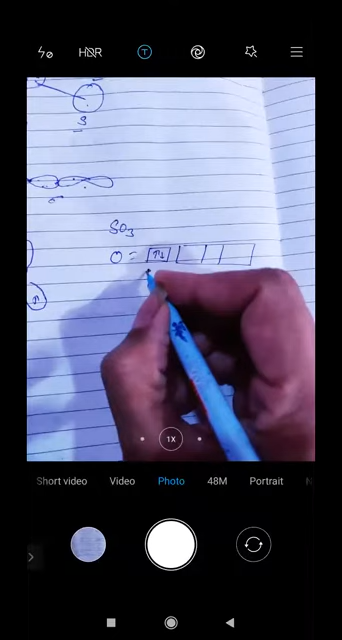 HDR
T
S
σ
SO₃
O = ↑↓
↑
1X
Short video Video Photo 48M Portrait